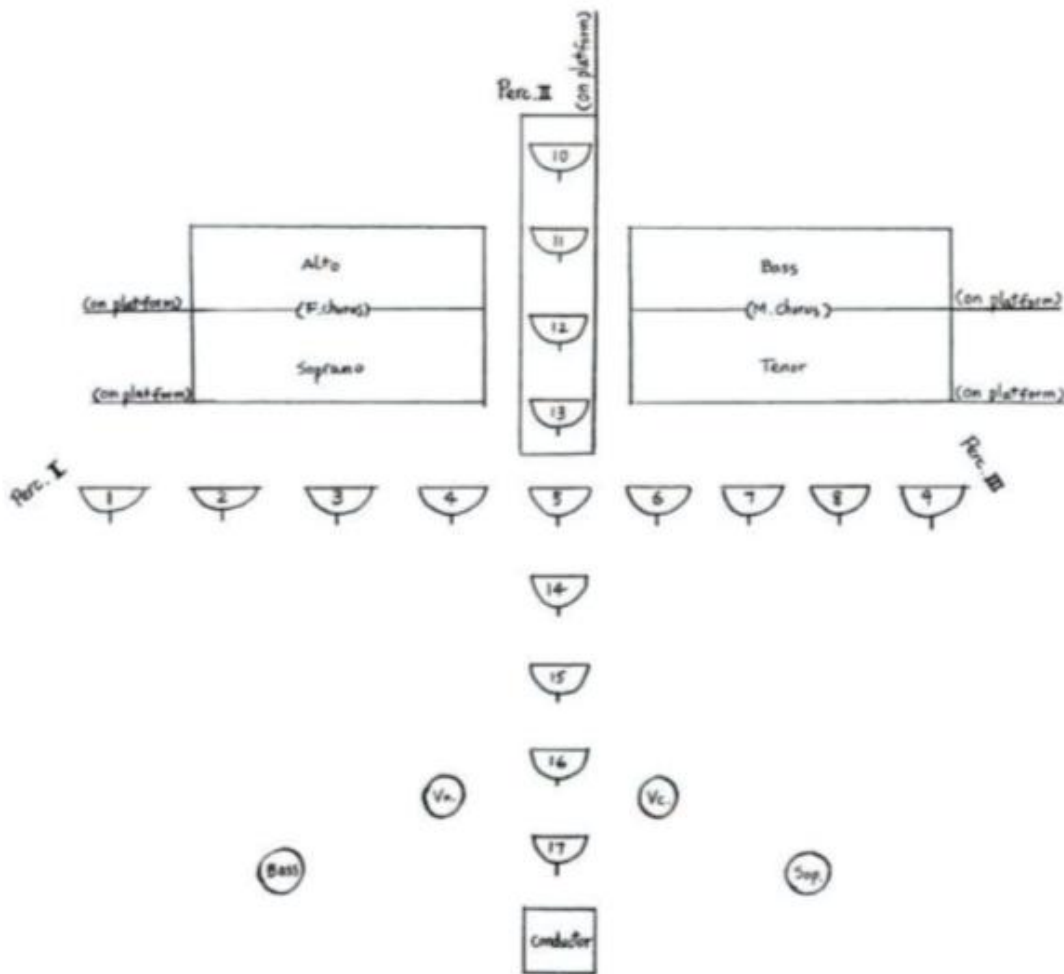 (on platform)
Perc. II
10
11
Alto
Bass
(on platform)
(F. chorus)
12
(M. chorus)
(on platform)
Soprano
Tenor
(on platform)
13
(on platform)
Perc. I
Perc. III
1 2 3 4 5 6 7 8 9
14
15
16
Vn.
Vc.
17
Bass
Sop.
Conductor